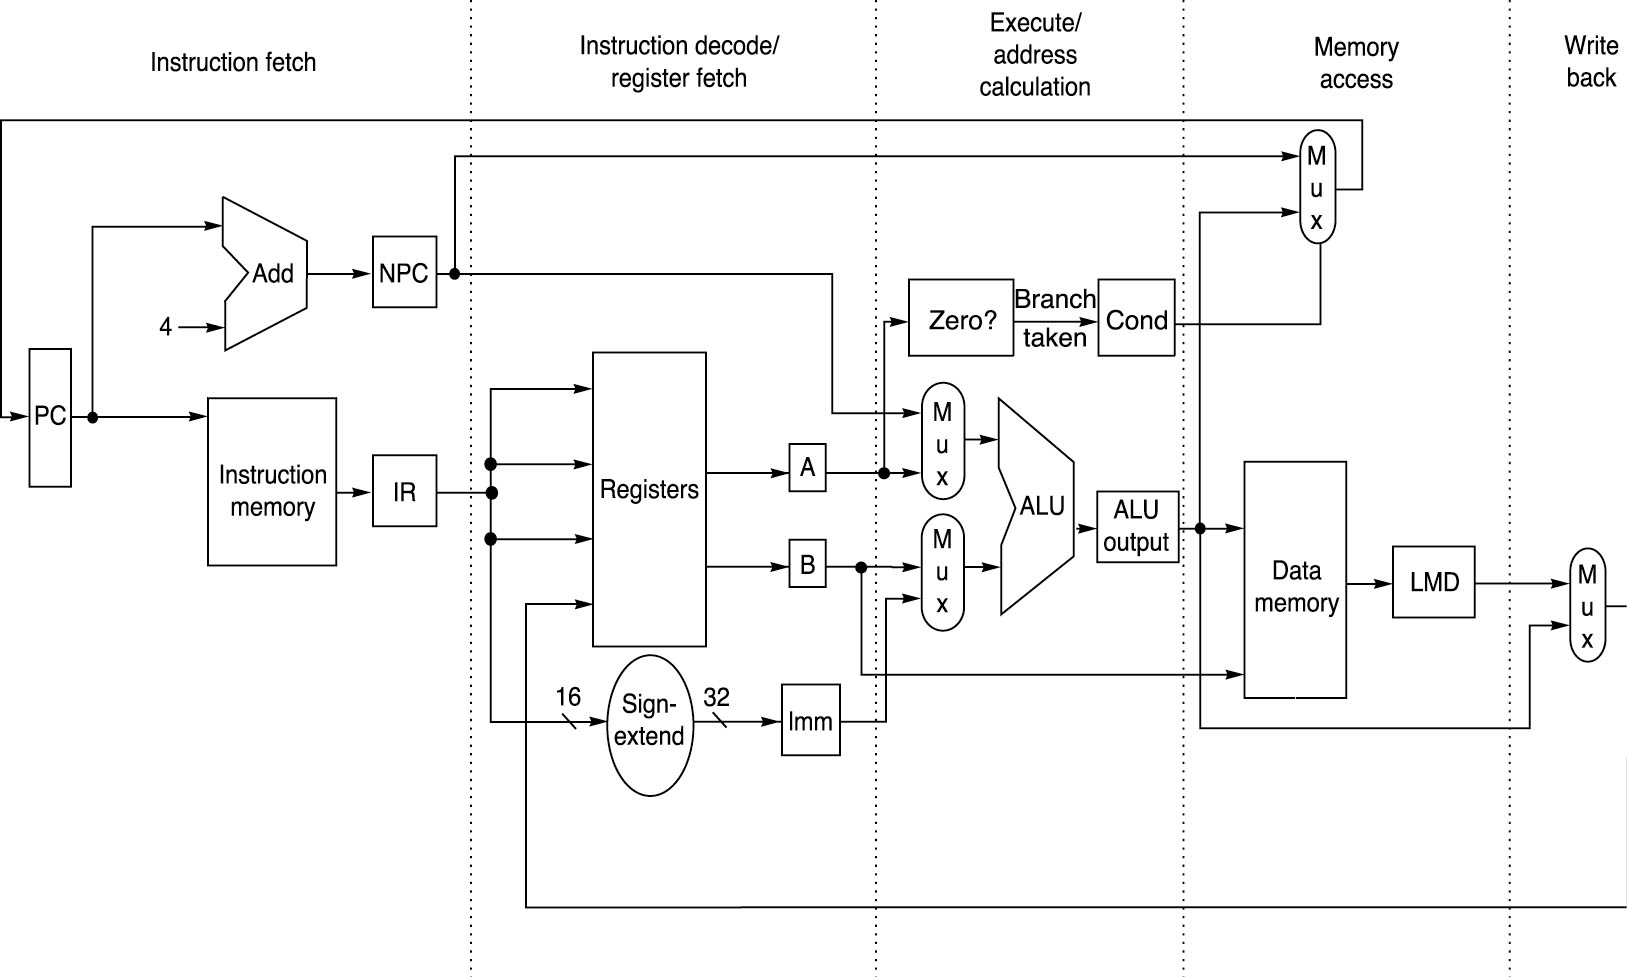 Instruction fetch
Instruction decode/
register fetch
Execute/
address
calculation
Memory
access
Write
back
M
u
x
Add
NPC
4
Zero?
Branch
taken
Cond
PC
Instruction
memory
IR
Registers
A
B
M
u
x
M
u
x
ALU
ALU
output
Data
memory
LMD
M
u
x
16
Sign-
extend
32
Imm